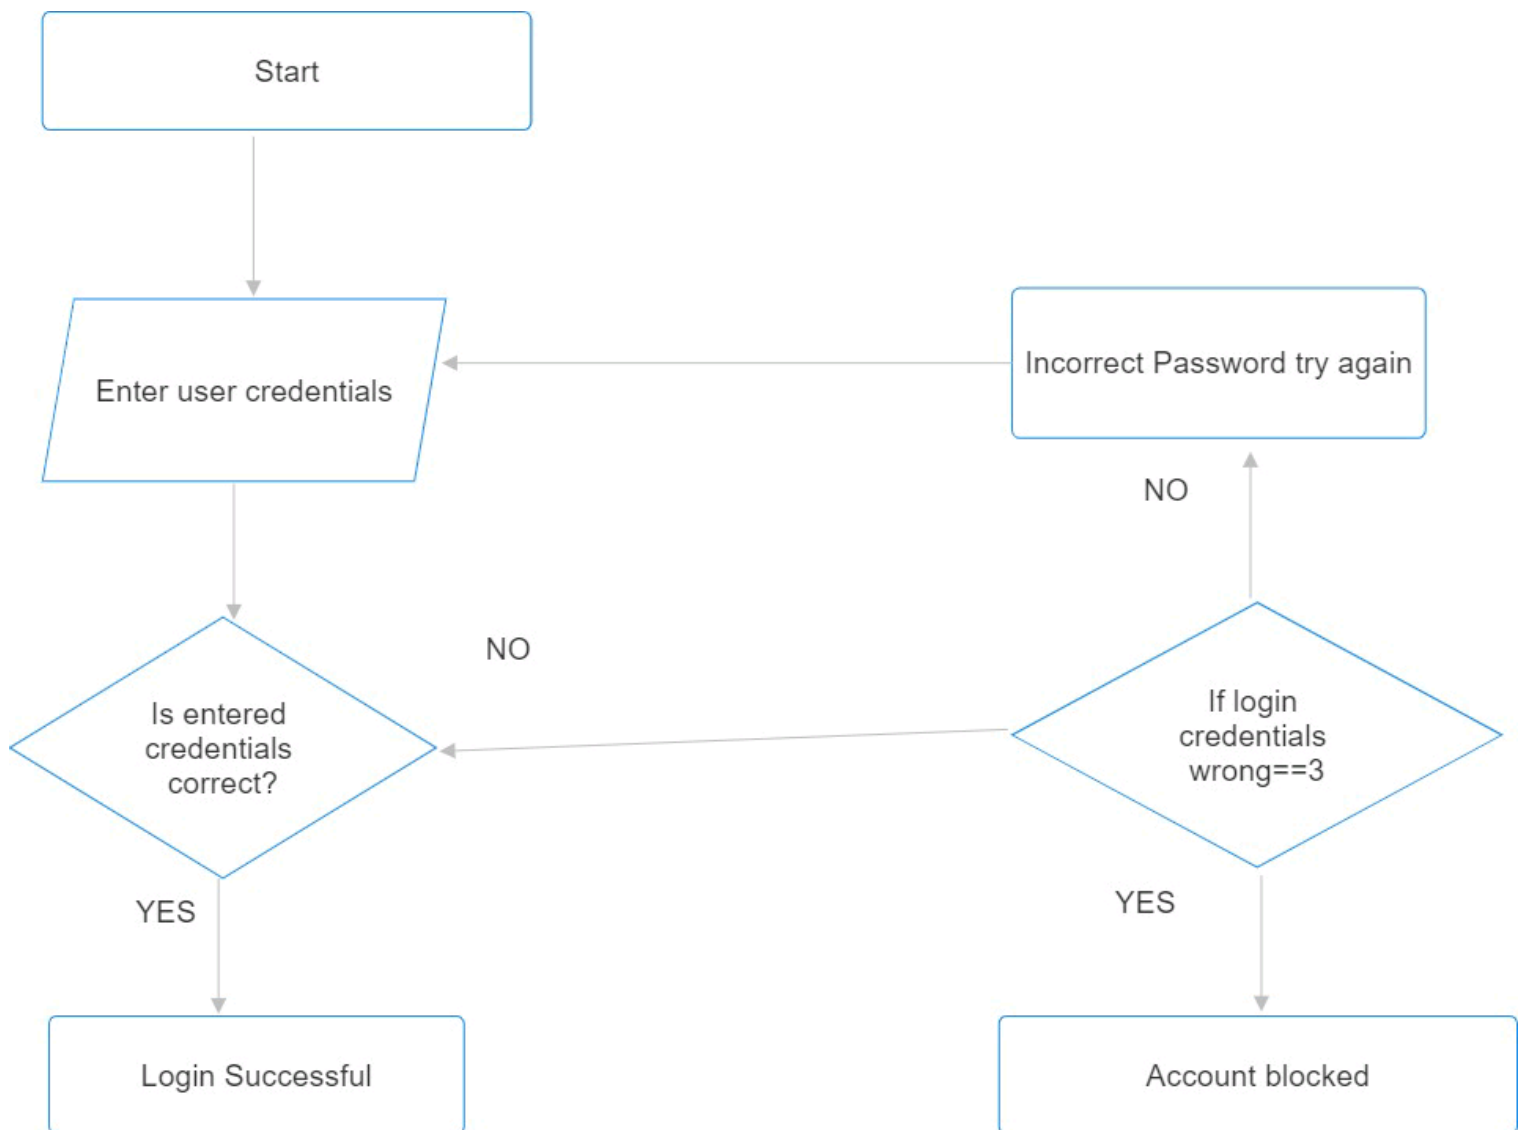 Start
Enter user credentials
Incorrect Password try again
NO
NO
Is entered
credentials
correct?
If login
credentials
wrong==3
YES
YES
Login Successful
Account blocked